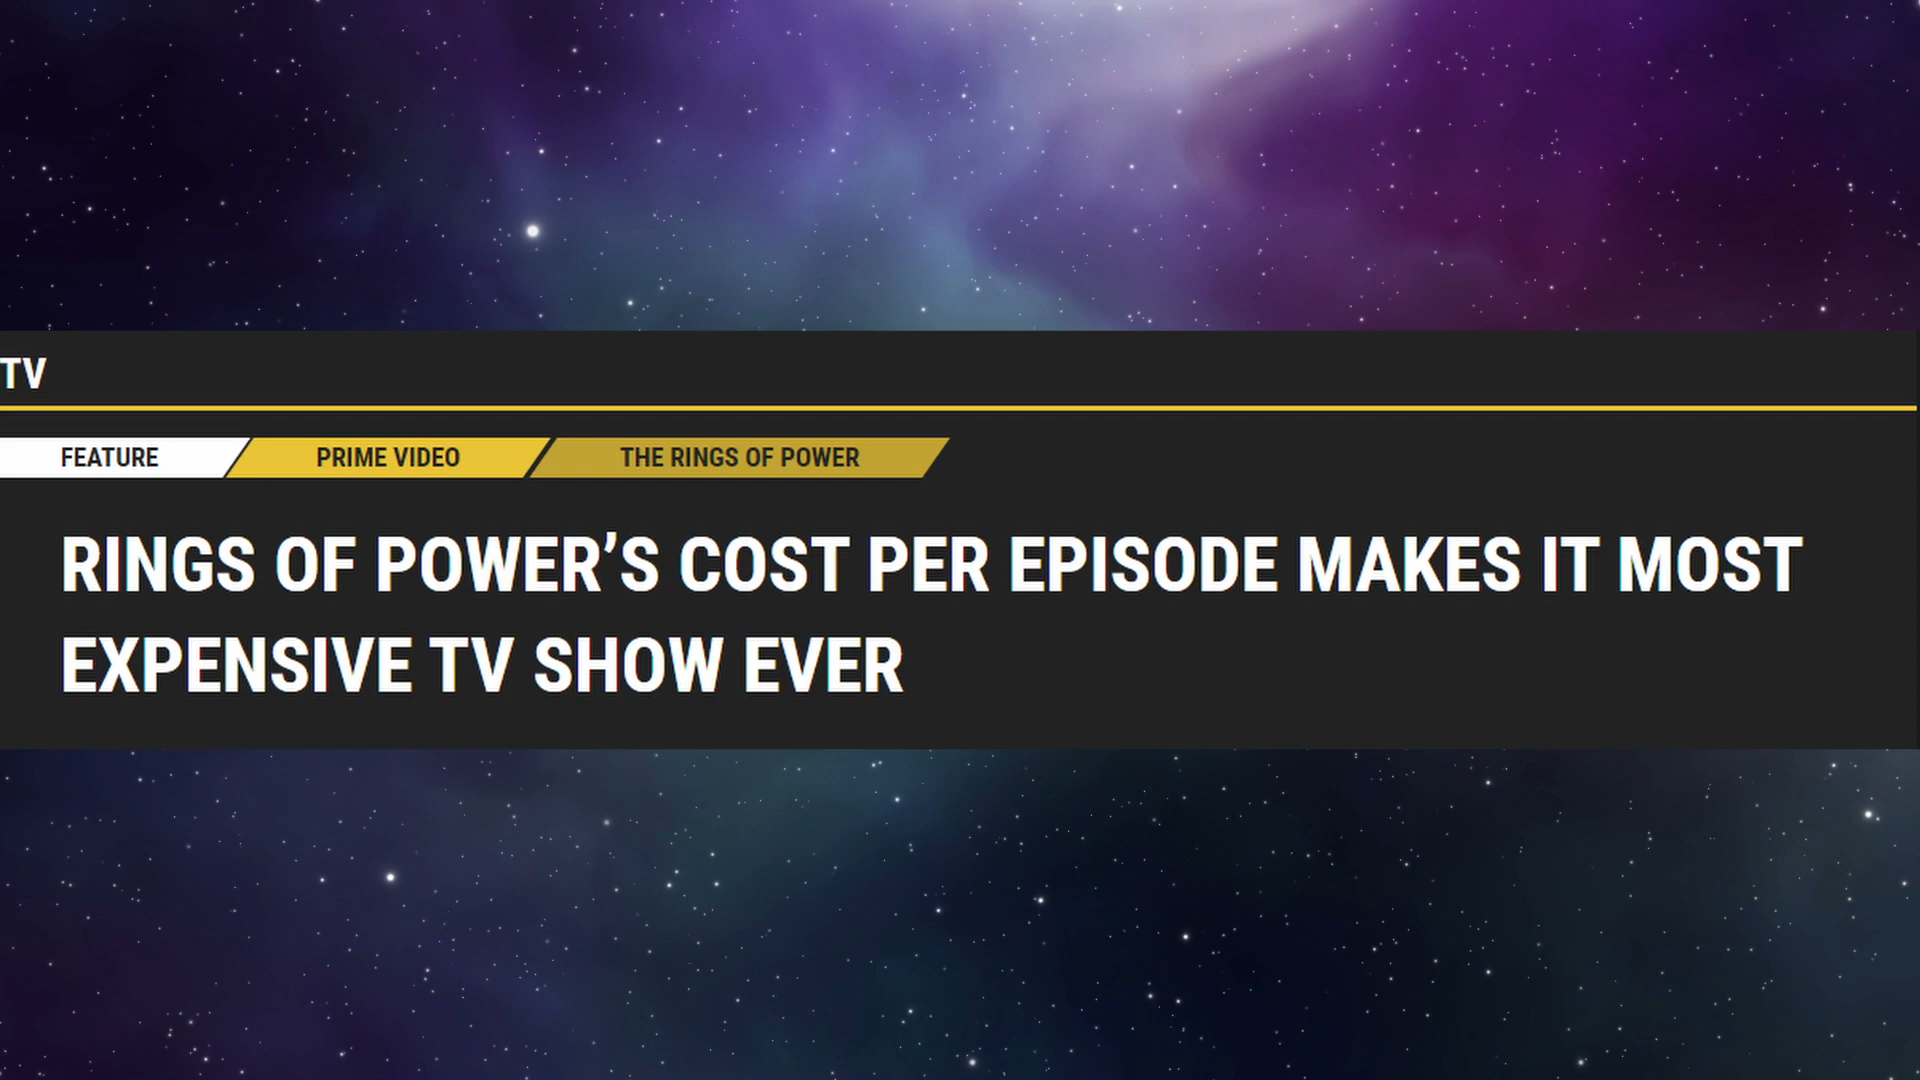 TV
FEATURE PRIME VIDEO THE RINGS OF POWER
RINGS OF POWER’S COST PER EPISODE MAKES IT MOST
EXPENSIVE TV SHOW EVER